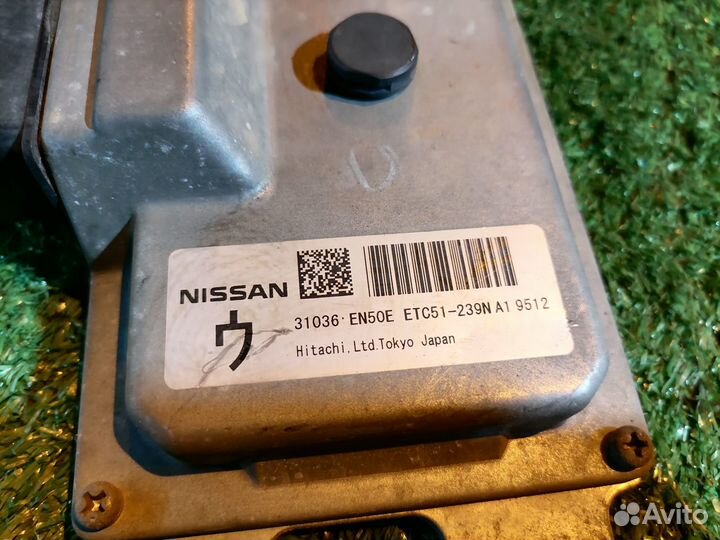 NISSAN
31036 EN50E ETC51-239N A1 9512
ウ
Hitachi,Ltd.Tokyo Japan
Avito